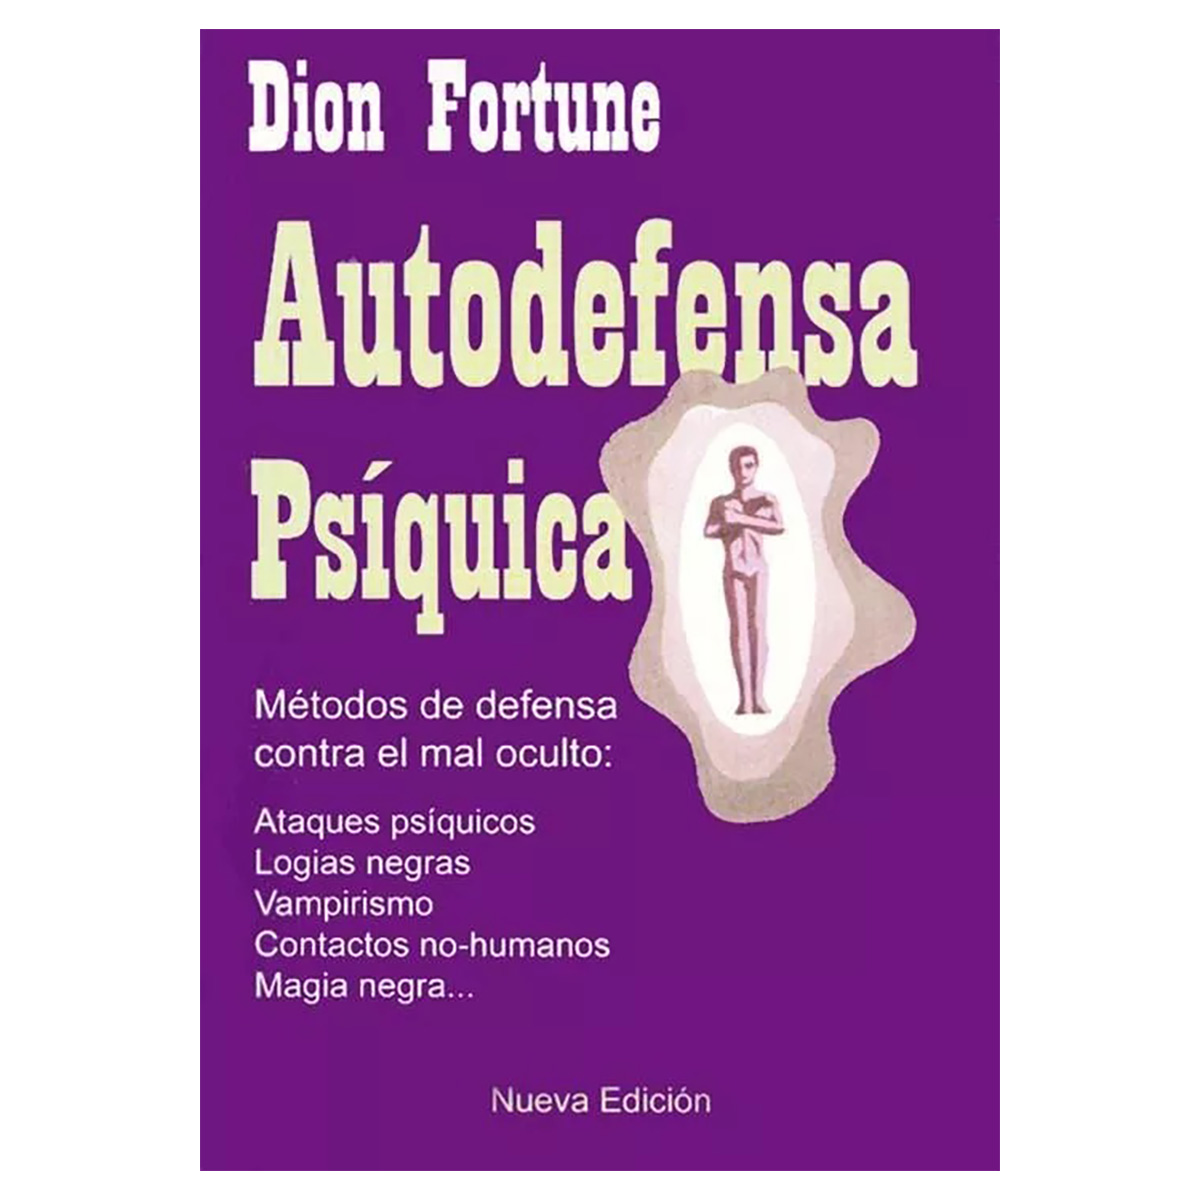 Dion Fortune
Autodefensa
Psíquica
Métodos de defensa
contra el mal oculto:
Ataques psíquicos
Logias negras
Vampirismo
Contactos no-humanos
Magia negra...
Nueva Edición